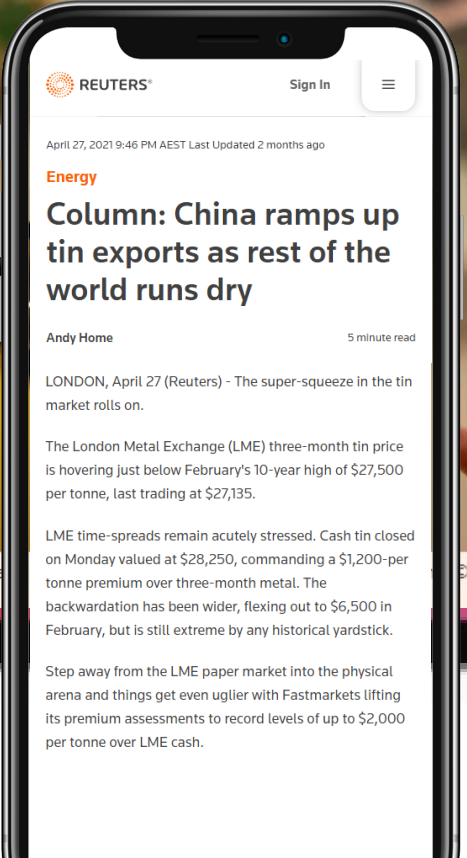 REUTERS®
Sign In
April 27, 2021 9:46 PM AEST Last Updated 2 months ago
Energy
Column: China ramps up
tin exports as rest of the
world runs dry
Andy Home
5 minute read
LONDON, April 27 (Reuters) - The super-squeeze in the tin
market rolls on.
The London Metal Exchange (LME) three-month tin price
is hovering just below February's 10-year high of $27,500
per tonne, last trading at $27,135.
LME time-spreads remain acutely stressed. Cash tin closed
on Monday valued at $28,250, commanding a $1,200-per
tonne premium over three-month metal. The
backwardation has been wider, flexing out to $6,500 in
February, but is still extreme by any historical yardstick.
Step away from the LME paper market into the physical
arena and things get even uglier with Fastmarkets lifting
its premium assessments to record levels of up to $2,000
per tonne over LME cash.